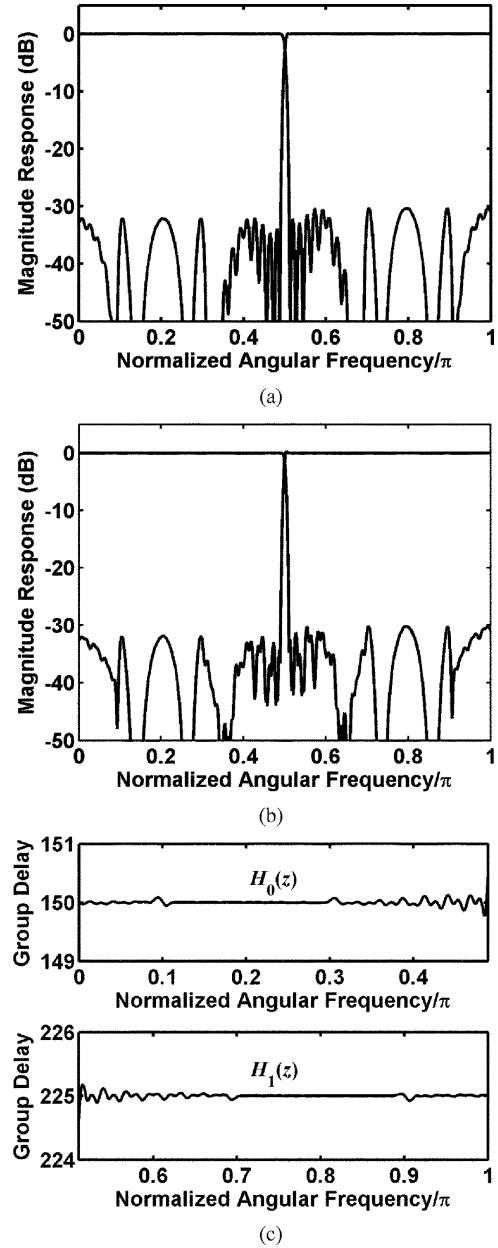 0
-10
-20
-30
-40
-50
Magnitude Response (dB)
0 0.2 0.4 0.6 0.8 1
Normalized Angular Frequency/π
(a)
0
-10
-20
-30
-40
-50
Magnitude Response (dB)
0 0.2 0.4 0.6 0.8 1
Normalized Angular Frequency/π
(b)
151
150
149
Group Delay
H0(z)
0 0.1 0.2 0.3 0.4
Normalized Angular Frequency/π
226
225
224
Group Delay
H1(z)
0.6 0.7 0.8 0.9 1
Normalized Angular Frequency/π
(c)